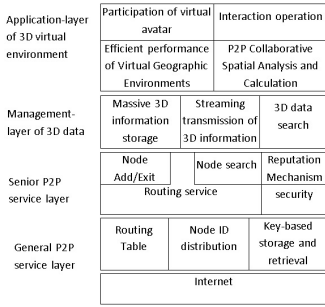 Application-layer
of 3D virtual
environment
Participation of virtual
avatar
Interaction operation
Efficient performance
of Virtual Geographic
Environments
P2P Collaborative
Spatial Analysis and
Calculation
Management-
layer of 3D data
Massive 3D
information
storage
Streaming
transmission of
3D information
3D data
search
Senior P2P
service layer
Node
Add/Exit
Node search
Reputation
Mechanism
Routing service
security
General P2P
service layer
Routing
Table
Node ID
distribution
Key-based
storage and
retrieval
Internet